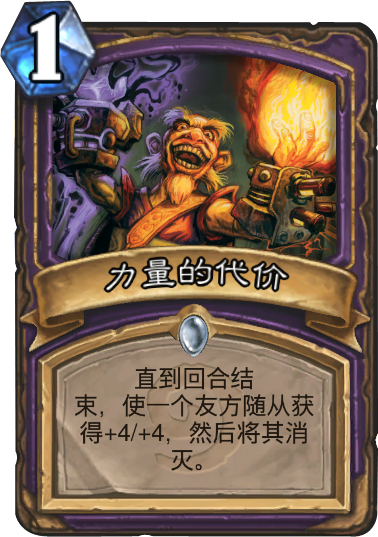 1
力量的代价
直到回合结
束，使一个友方随从获
得+4/+4，然后将其消
灭。